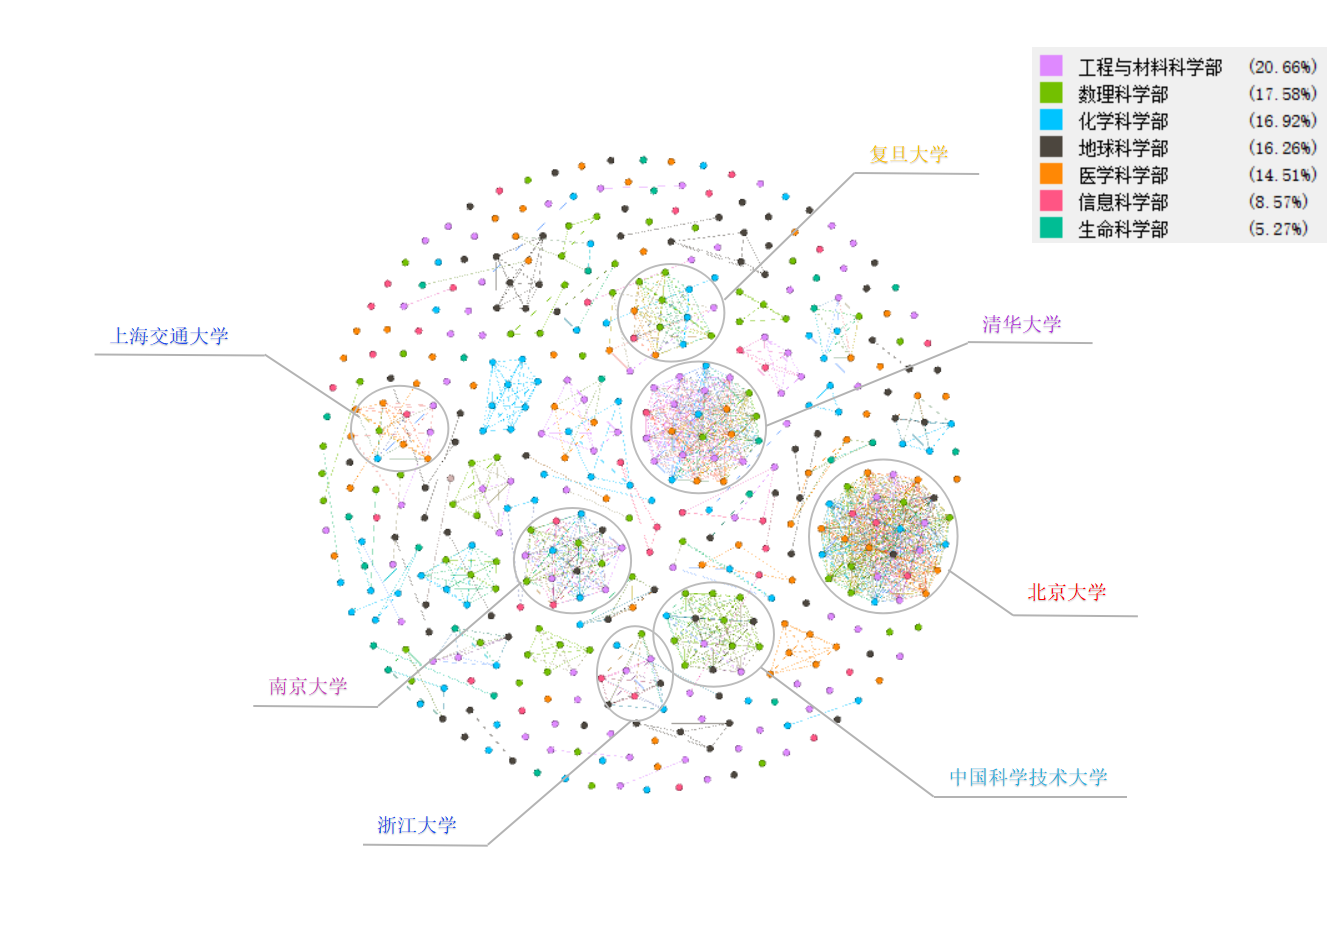 工程与材料科学部 (20.66%)
数理科学部 (17.58%)
化学科学部 (16.92%)
地球科学部 (16.26%)
医学科学部 (14.51%)
信息科学部 (8.57%)
生命科学部 (5.27%)
复旦大学
清华大学
上海交通大学
北京大学
南京大学
中国科学技术大学
浙江大学